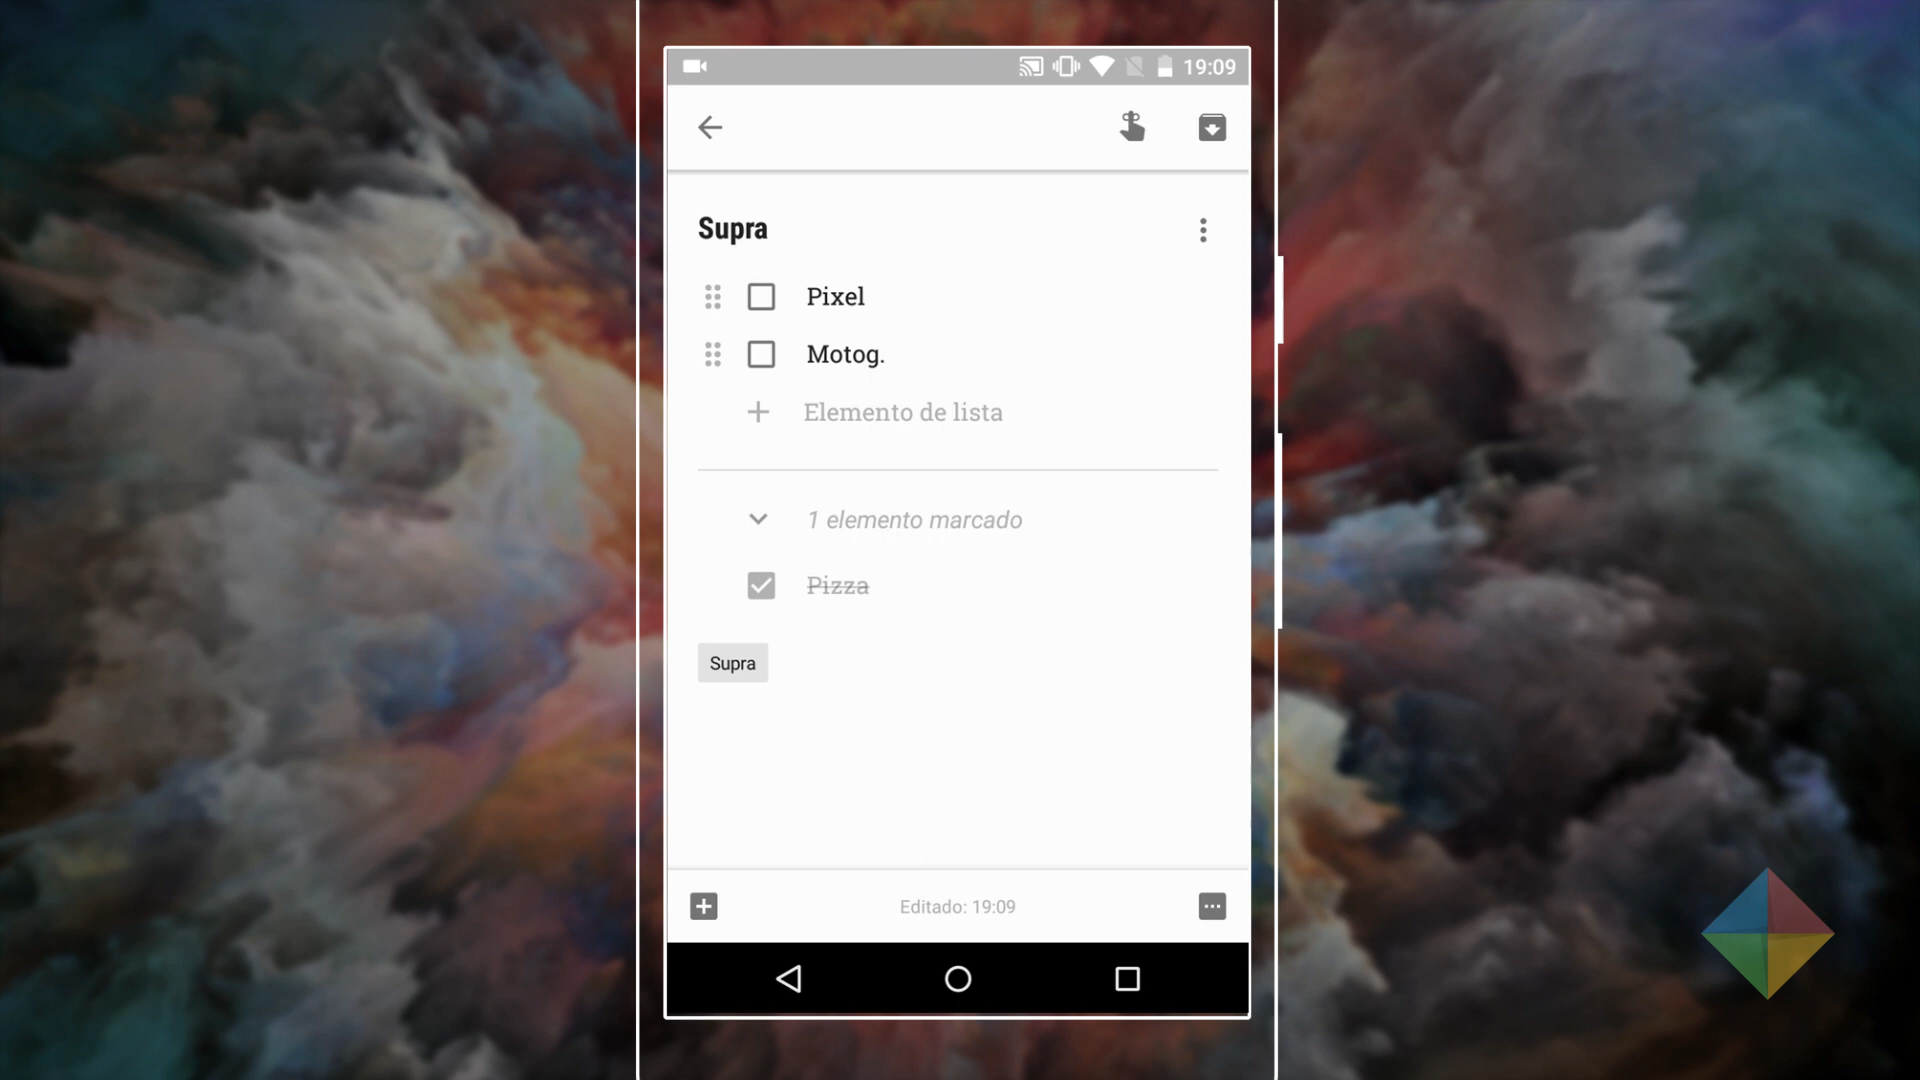 19:09
Supra
Pixel
Motog.
Elemento de lista
1 elemento marcado
Pizza
Supra
Editado: 19:09